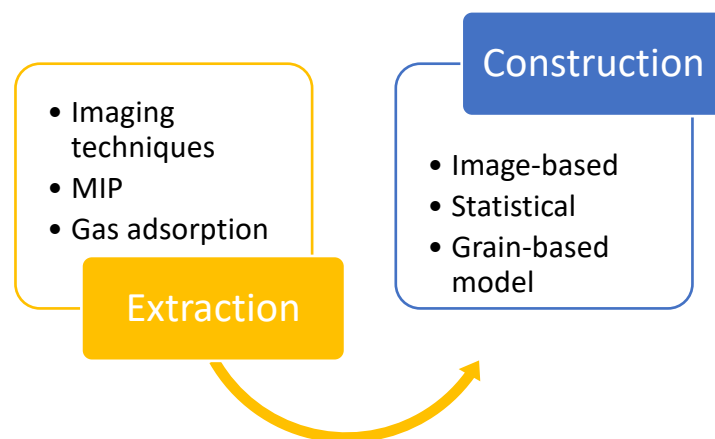 • Imaging
techniques
• MIP
• Gas adsorption
Extraction
Construction
• Image-based
• Statistical
• Grain-based
model